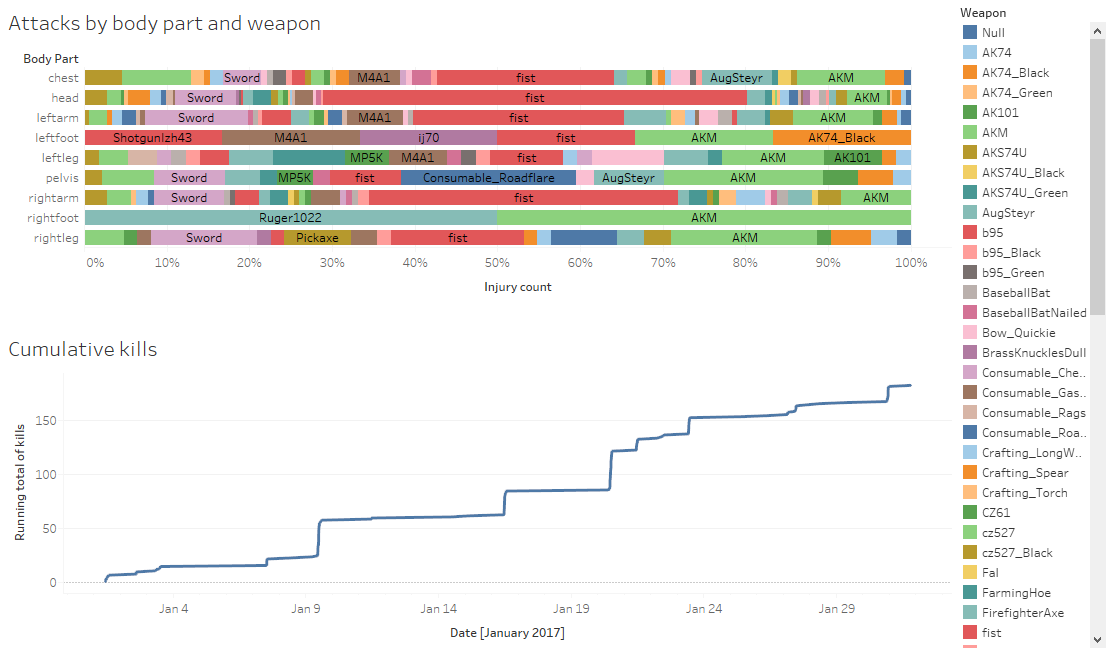 Attacks by body part and weapon
Body Part
chest Sword M4A1 fist AugSteyr AKM
head Sword fist AKM
leftarm Sword M4A1 fist AKM
leftfoot ShotgunIzh43 M4A1 ij70 fist AKM AK74_Black
leftleg MP5K M4A1 fist AKM AK101
pelvis Sword MP5K fist Consumable_Roadflare AugSteyr AKM
rightarm Sword fist AKM
rightfoot Ruger1022 AKM
rightleg Sword Pickaxe fist AKM
0% 10% 20% 30% 40% 50% 60% 70% 80% 90% 100%
Injury count
Cumulative kills
Running total of kills
150
100
50
0
Jan 4 Jan 9 Jan 14 Jan 19 Jan 24 Jan 29
Date [January 2017]
Weapon
Null
AK74
AK74_Black
AK74_Green
AK101
AKM
AKS74U
AKS74U_Black
AKS74U_Green
AugSteyr
b95
b95_Black
b95_Green
BaseballBat
BaseballBatNailed
Bow_Quickie
BrassKnucklesDull
Consumable_Che..
Consumable_Gas..
Consumable_Rags
Consumable_Roa..
Crafting_LongW..
Crafting_Spear
Crafting_Torch
CZ61
cz527
cz527_Black
Fal
FarmingHoe
FirefighterAxe
fist